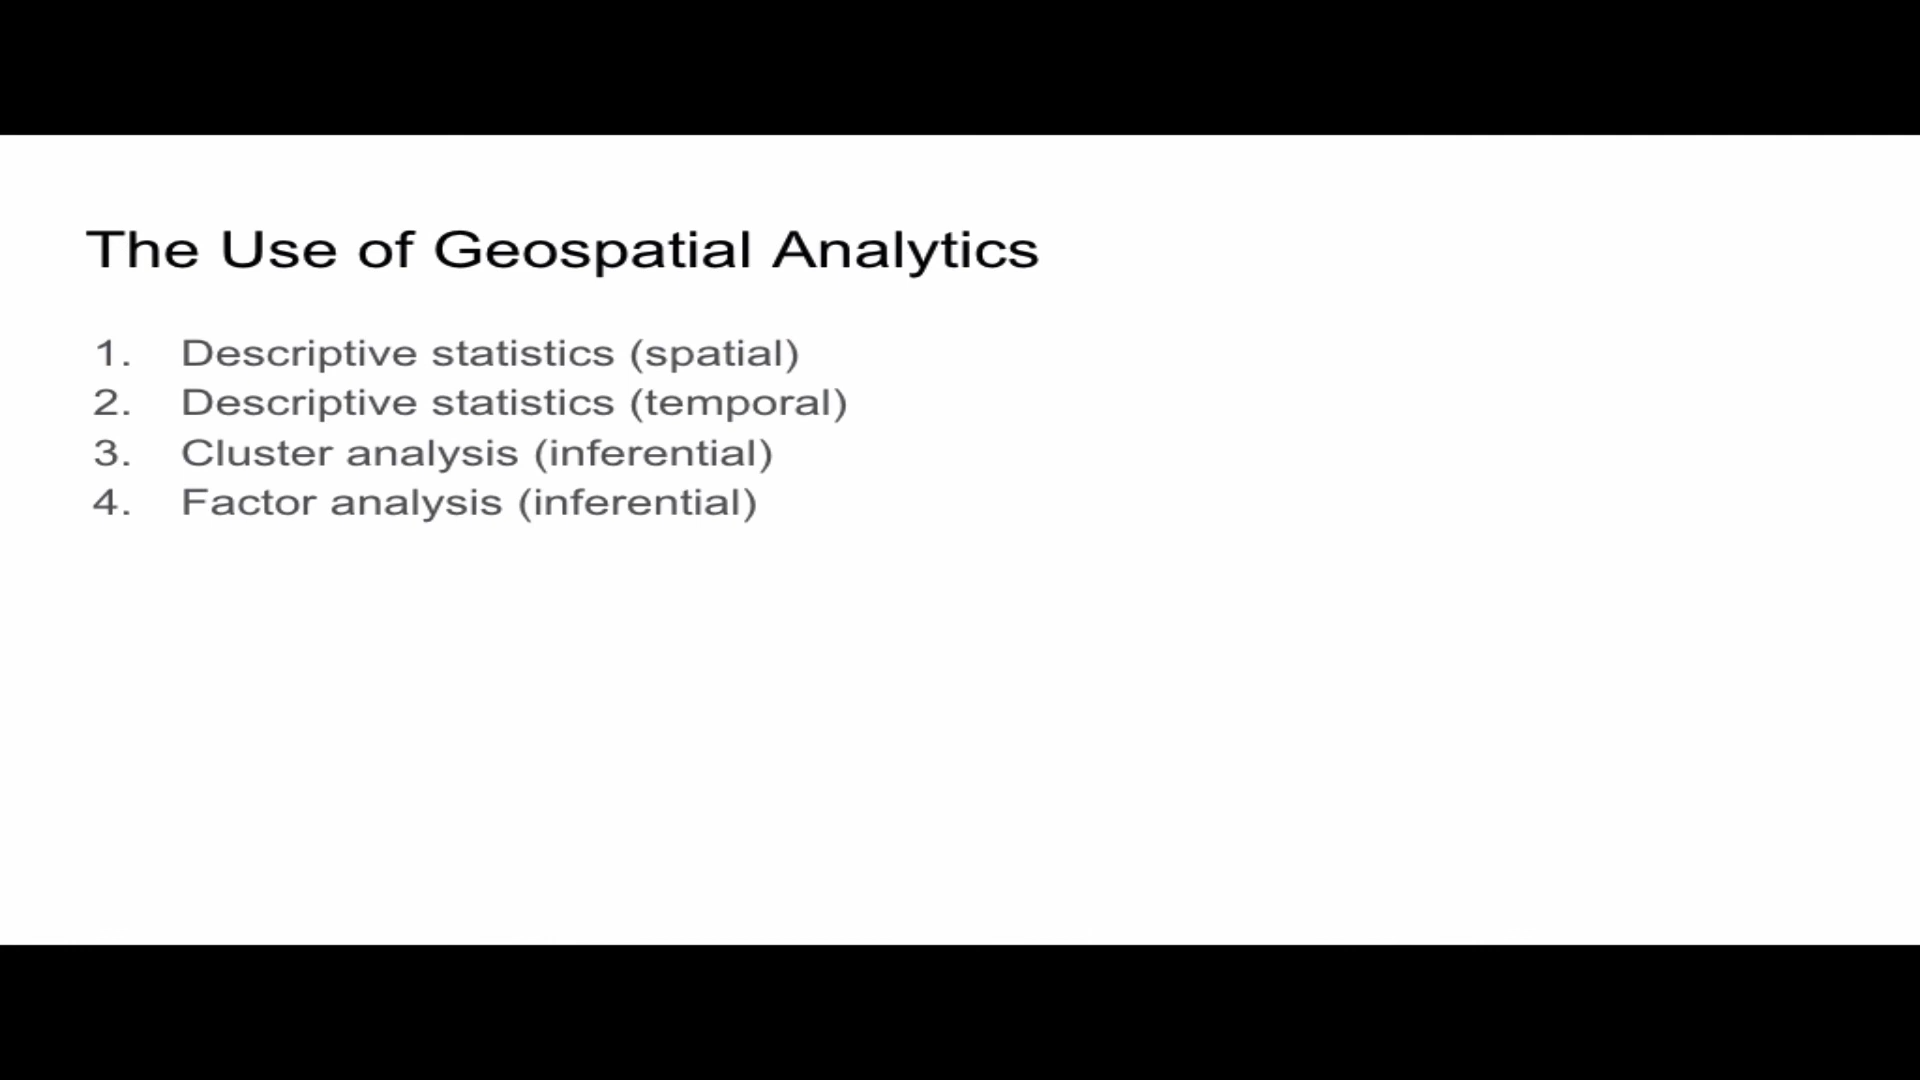 The Use of Geospatial Analytics
1. Descriptive statistics (spatial)
2. Descriptive statistics (temporal)
3. Cluster analysis (inferential)
4. Factor analysis (inferential)